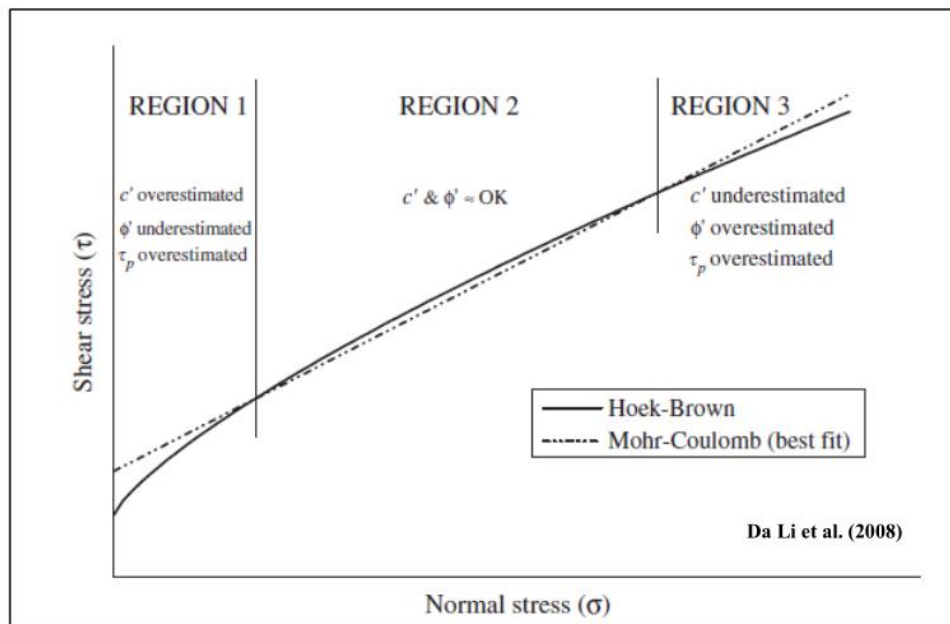 REGION 1
REGION 2
REGION 3
c' overestimated
ϕ' underestimated
τp overestimated
c' & ϕ' ≈ OK
c' underestimated
ϕ' overestimated
τp overestimated
Shear stress (τ)
Hoek-Brown
Mohr-Coulomb (best fit)
Da Li et al. (2008)
Normal stress (σ)